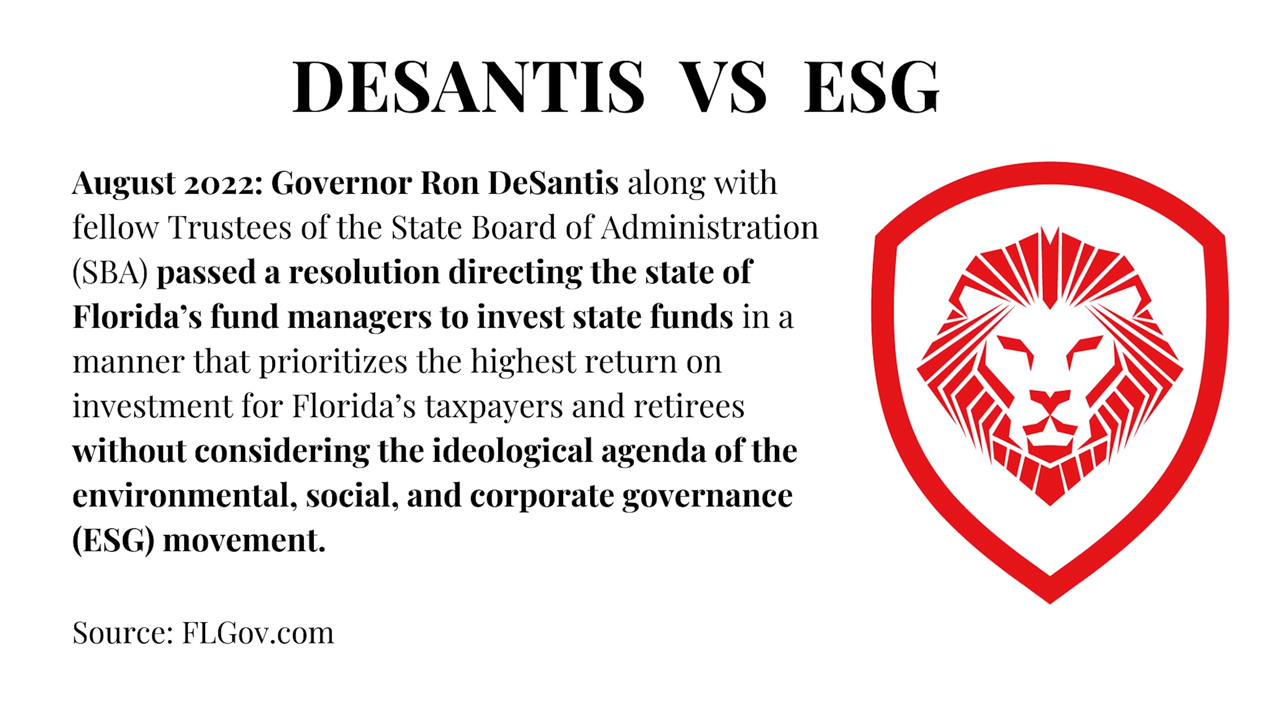 DESANTIS VS ESG
August 2022: Governor Ron DeSantis along with
fellow Trustees of the State Board of Administration
(SBA) passed a resolution directing the state of
Florida’s fund managers to invest state funds in a
manner that prioritizes the highest return on
investment for Florida’s taxpayers and retirees
without considering the ideological agenda of the
environmental, social, and corporate governance
(ESG) movement.
Source: FLGov.com